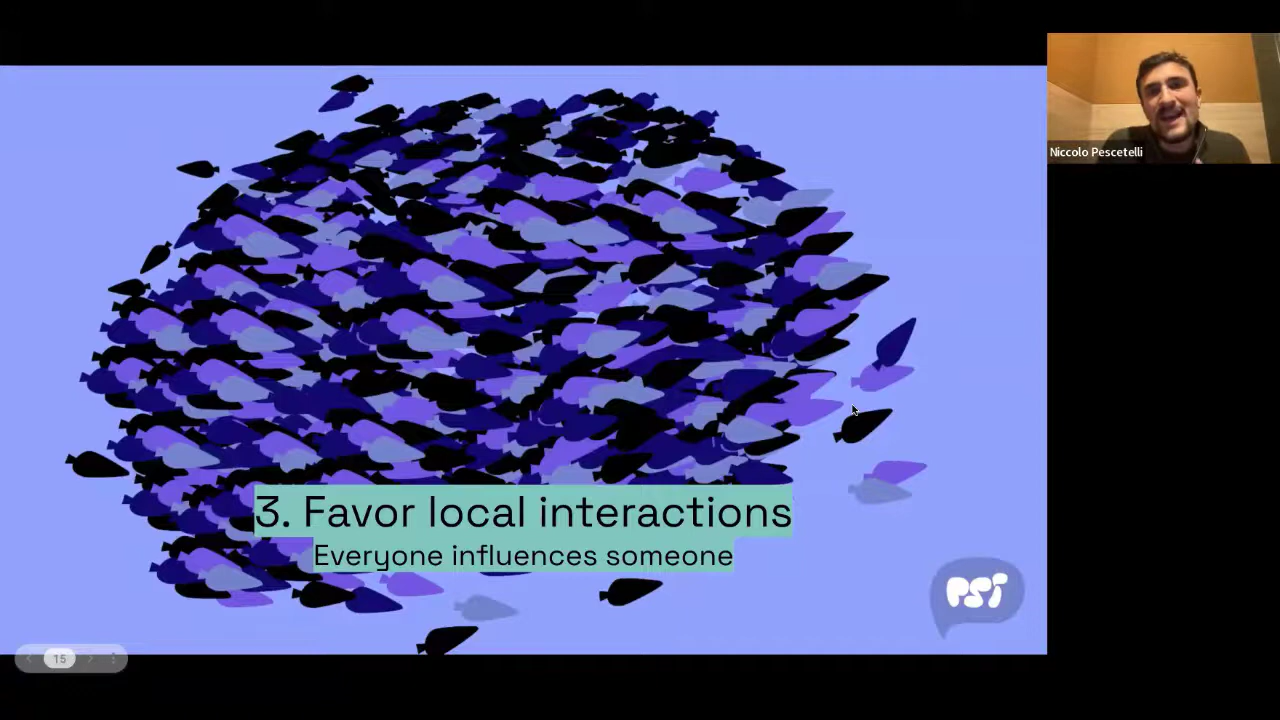 Niccolo Pescetelli
3. Favor local interactions
Everyone influences someone
PSi
15